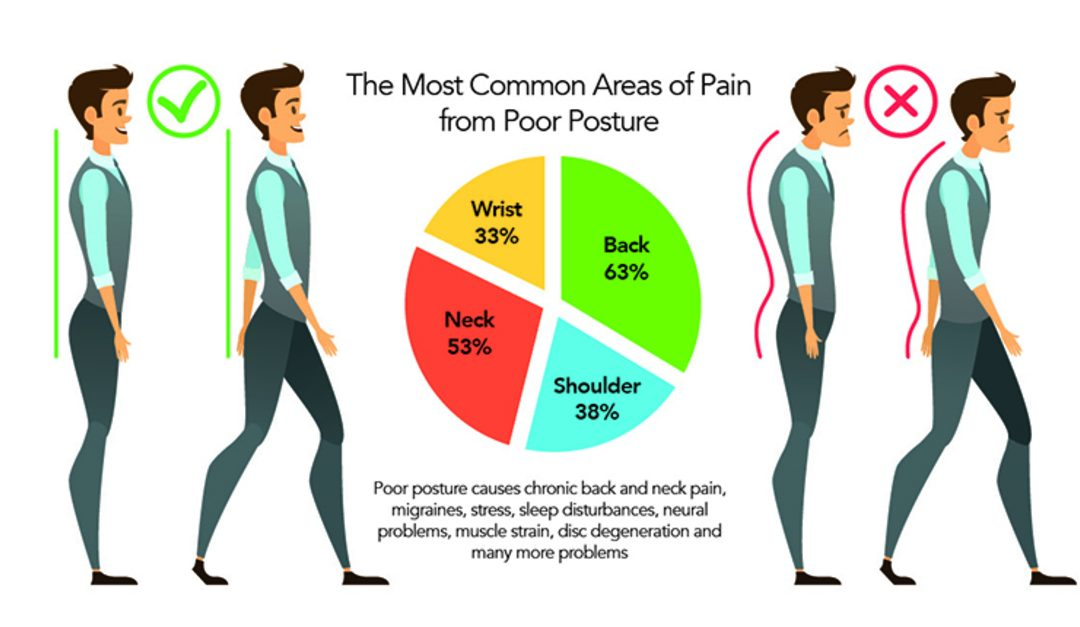 The Most Common Areas of Pain
from Poor Posture
Wrist
33%
Back
63%
Neck
53%
Shoulder
38%
Poor posture causes chronic back and neck pain,
migraines, stress, sleep disturbances, neural
problems, muscle strain, disc degeneration and
many more problems